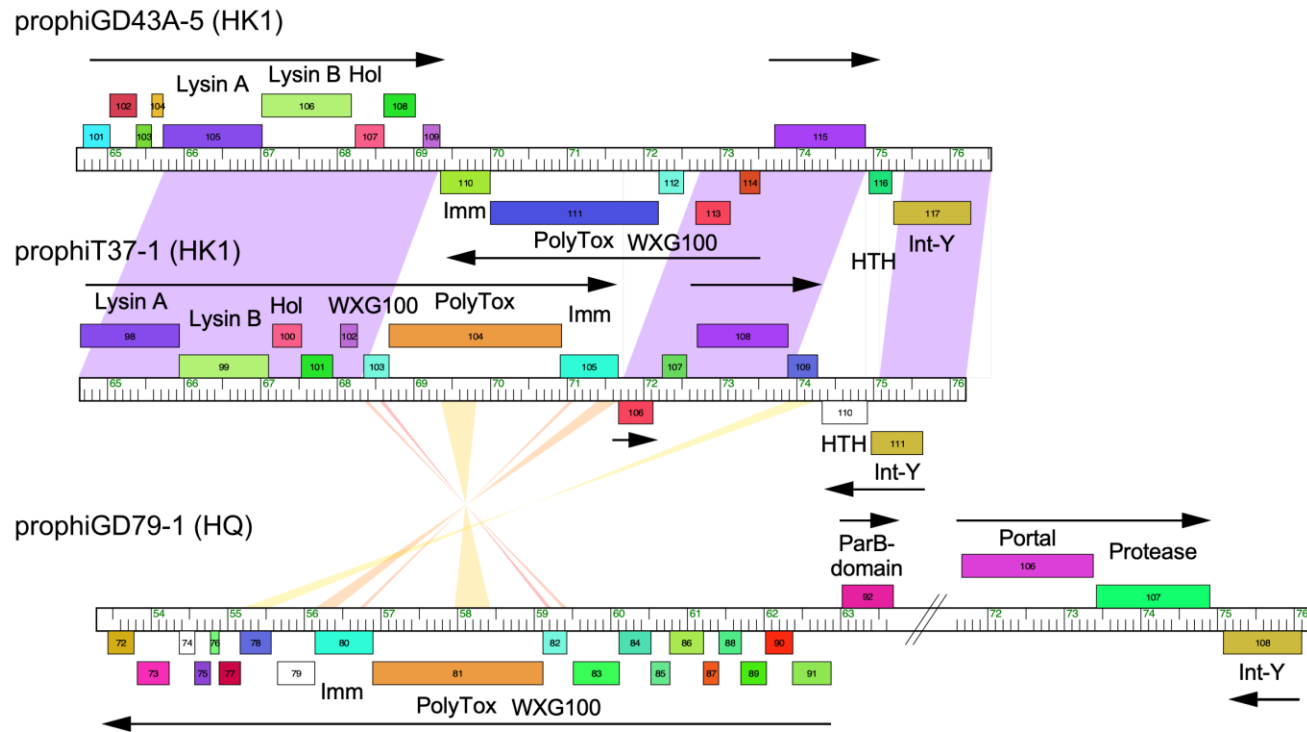 prophiGD43A-5 (HK1)
Lysin A Lysin B Hol
102 104 106 108
101 103 105 107 109 115
65 66 67 68 69 70 71 72 73 74 75 76
110 112 114 116
Imm 111 113 117
PolyTox WXG100 Int-Y
HTH
prophiT37-1 (HK1)
Lysin A Lysin B Hol WXG100 PolyTox Imm
98 100 102 104 108
99 101 103 105 107 109
65 66 67 68 69 70 71 72 73 74 75 76
106 110
HTH 111
Int-Y
prophiGD79-1 (HQ)
ParB-
domain
Portal
Protease
106
92 107
54 55 56 57 59 60 61 62 63 72 73 74 75 76
72 74 76 78 80 82 84 86 88 90 108
73 75 77 79 81 83 85 87 89 91
Imm Int-Y
PolyTox WXG100